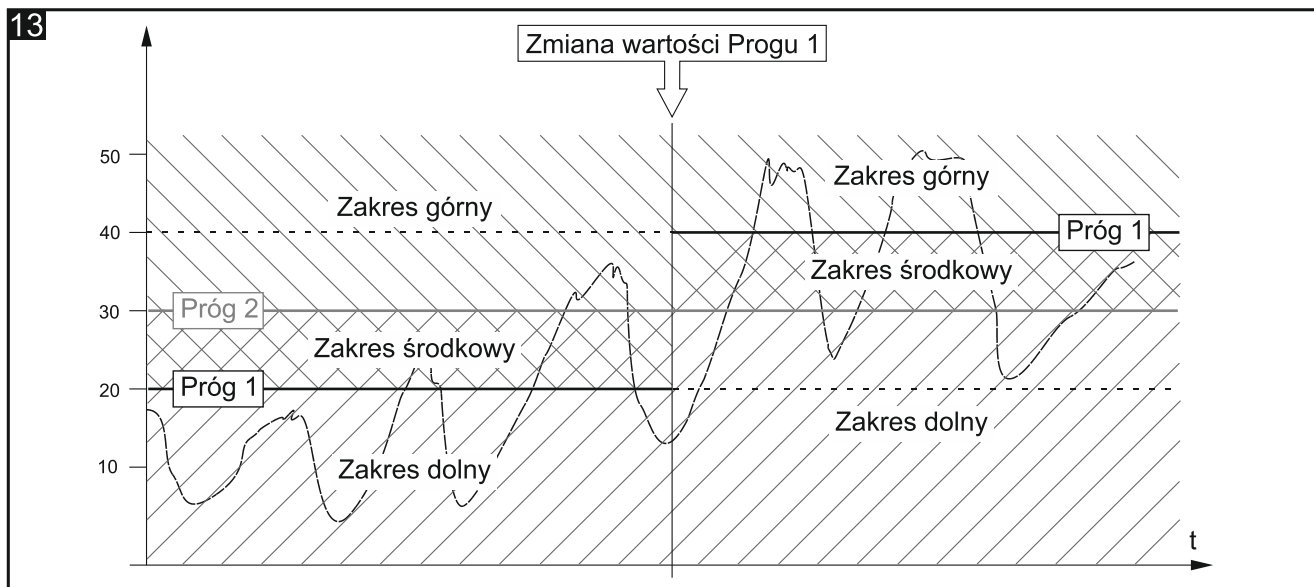 13
Zmiana wartości Progu 1
50
Zakres górny
Zakres górny
40
Próg 1
Zakres środkowy
Próg 2
30
Zakres środkowy
20
Próg 1
Zakres dolny
Zakres dolny
10
t